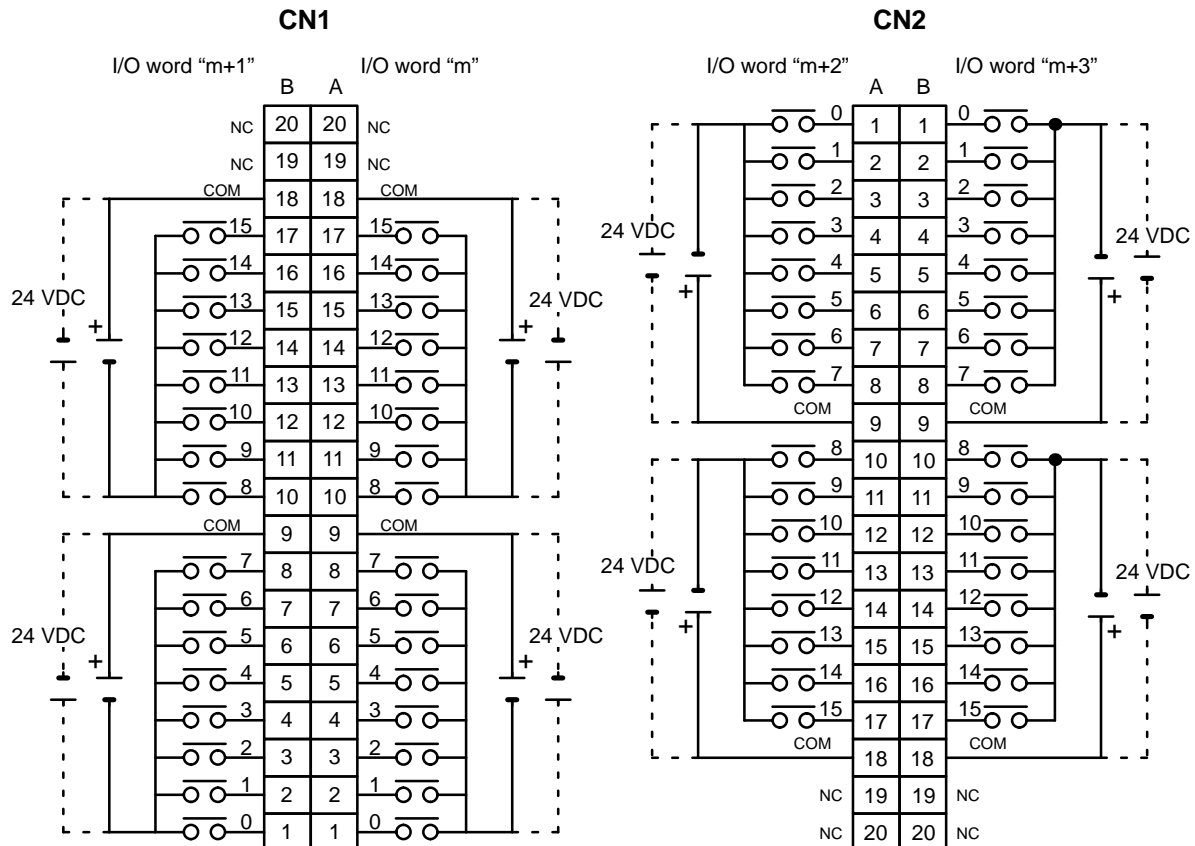 CN1 CN2
I/O word “m+1” I/O word “m” I/O word “m+2” I/O word “m+3”
B A A B
NC 20 20 NC 0 1 1 0
NC 19 19 NC 1 2 2 1
COM 18 18 COM 2 3 3 2
15 17 17 15 24 VDC 3 4 4 3 24 VDC
14 16 16 14 4 5 5 4
24 VDC 13 15 15 13 24 VDC + 5 6 6 5 +
+ 12 14 14 12 + 6 7 7 6
11 13 13 11 7 8 8 7
10 12 12 10 COM 9 9 COM
9 11 11 9 8 10 10 8
8 10 10 8 9 11 11 9
COM 9 9 COM 10 12 12 10
7 8 8 7 24 VDC 11 13 13 11 24 VDC
6 7 7 6 12 14 14 12
24 VDC 5 6 6 5 24 VDC + 13 15 15 13 +
+ 4 5 5 4 + 14 16 16 14
3 4 4 3 15 17 17 15
2 3 3 2 COM 18 18 COM
1 2 2 1 NC 19 19 NC
0 1 1 0 NC 20 20 NC